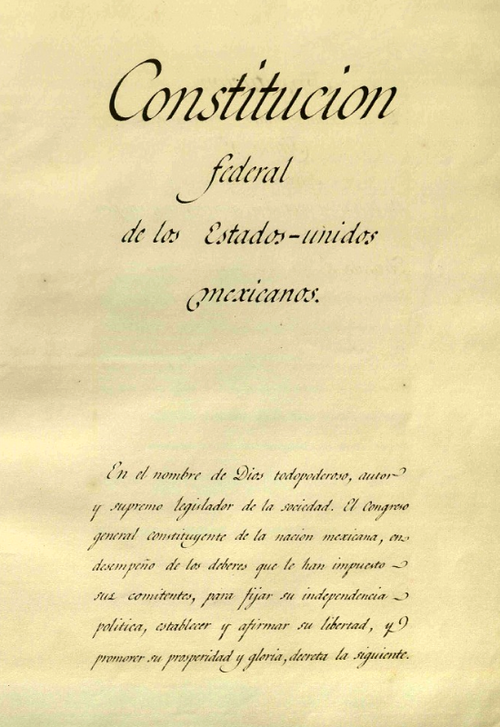 Constitucion
federal
de los Estados-unidos
mexicanos.
En el nombre de Dios todopoderoso, autor
y supremo legislador de la sociedad. El Congreso
general constituyente de la nacion mexicana, en
desempeño de los deberes que le han impuesto
sus comitentes, para fijar su independencia
politica, establecer y afirmar su libertad, y
promover su prosperidad y gloria, decreta la siguiente.